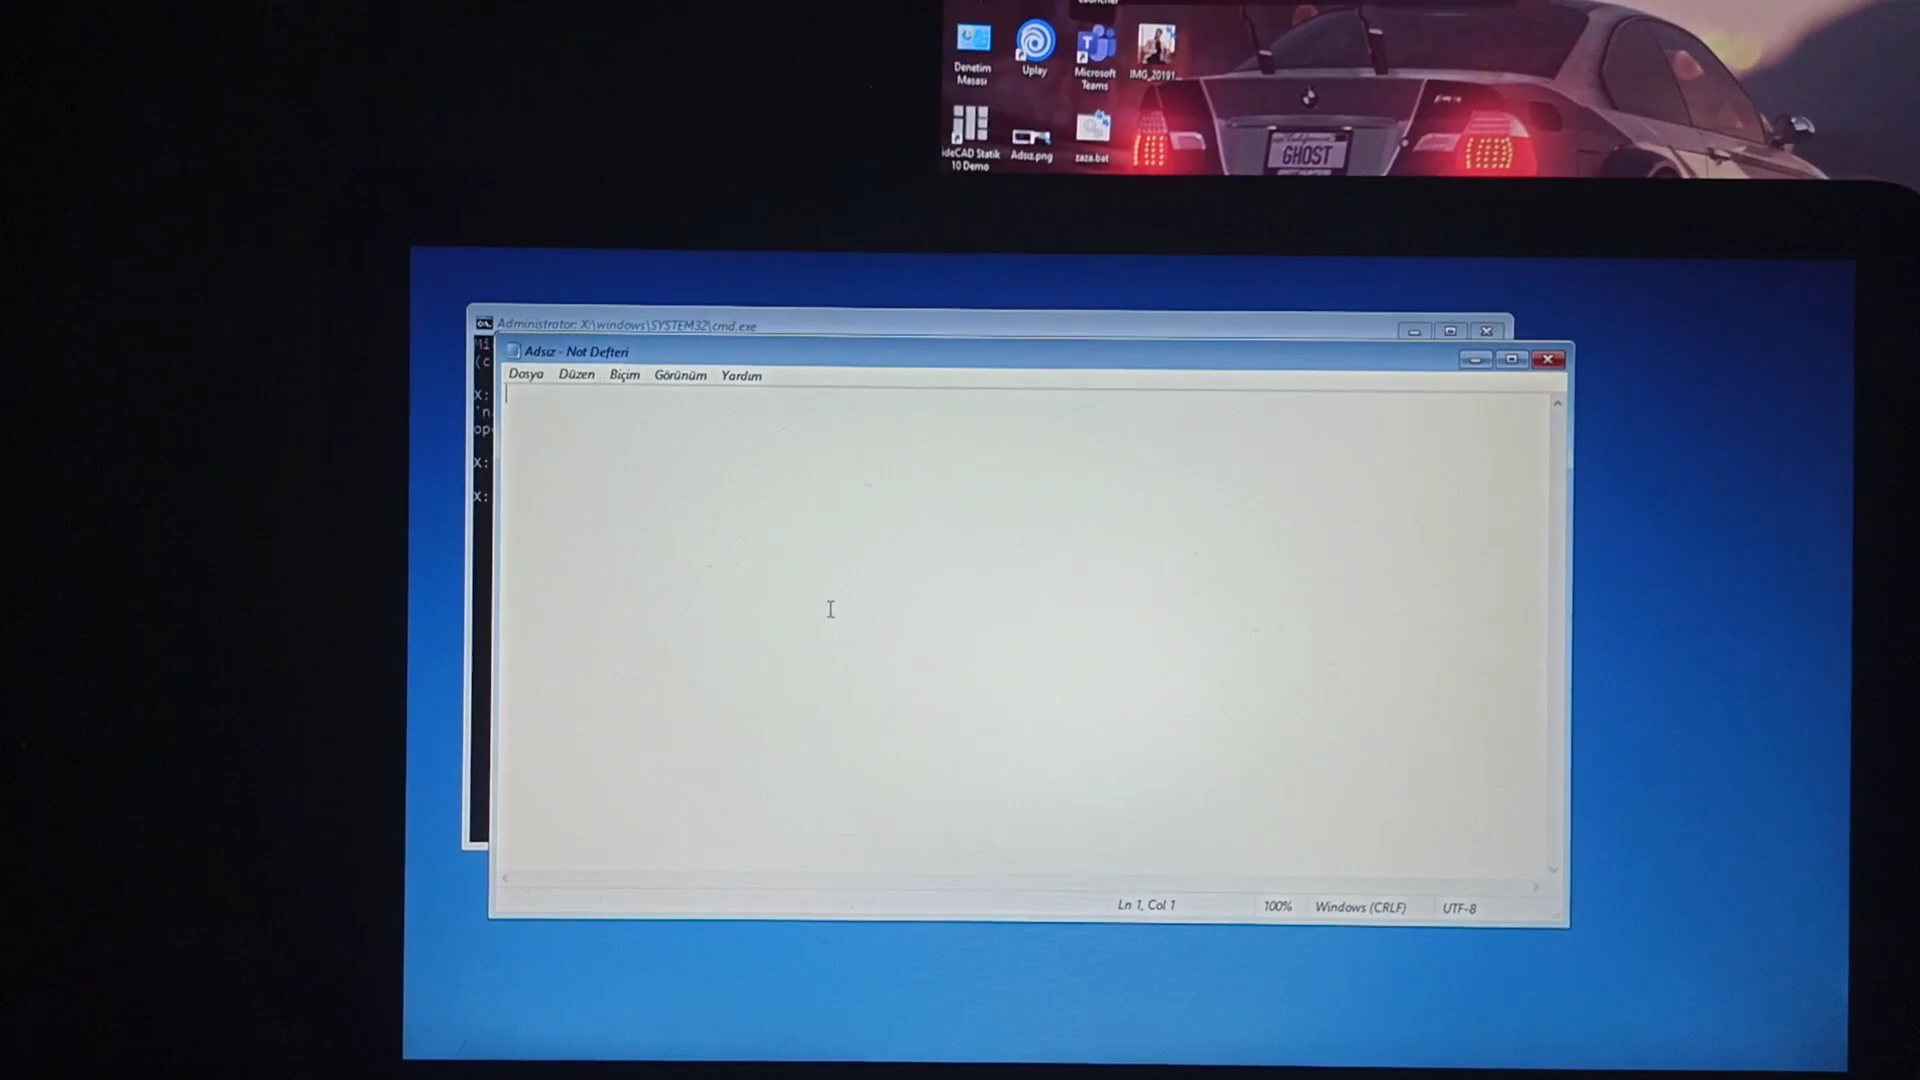 Denetim Masası
Uplay
Microsoft Teams
IMG_20191...
ideCAD Statik 10 Demo
Adsız.png
zaza.bat
GHOST
Administrator: X:\windows\SYSTEM32\cmd.exe
Adsız - Not Defteri
Dosya Düzen Biçim Görünüm Yardım
(c
X:
'n
op
X:
X:
Ln 1, Col 1 100% Windows (CRLF) UTF-8